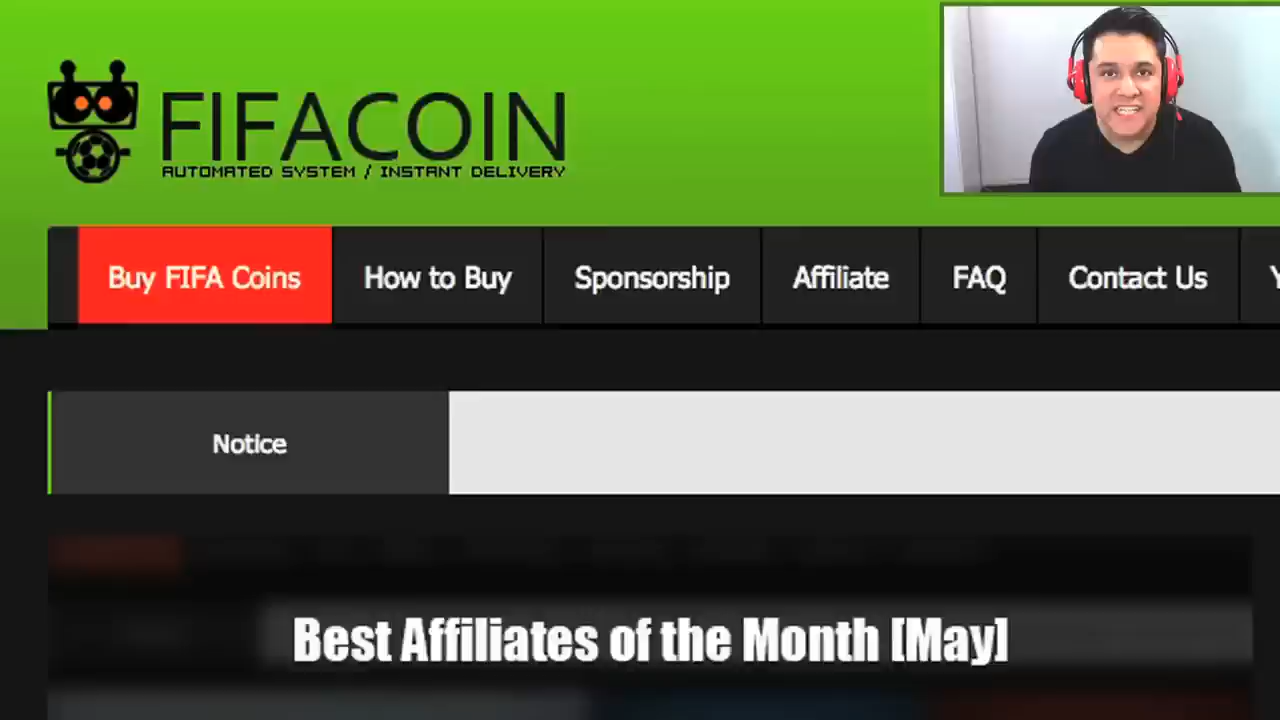 FIFACOIN
AUTOMATED SYSTEM / INSTANT DELIVERY
Buy FIFA Coins How to Buy Sponsorship Affiliate FAQ Contact Us
Notice
Best Affiliates of the Month [May]